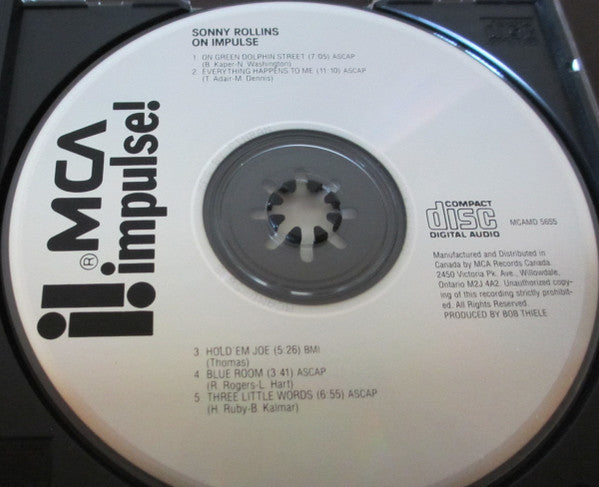 SONNY ROLLINS
ON IMPULSE
1 ON GREEN DOLPHIN STREET (7:05) ASCAP
(B. Kaper-N. Washington)
2 EVERYTHING HAPPENS TO ME (11:10) ASCAP
(T. Adair-M. Dennis)
® MCA
impulse!
COMPACT
disc
DIGITAL AUDIO
MCAMD 5655
Manufactured and Distributed in
Canada by MCA Records Canada.
2450 Victoria Pk. Ave., Willowdale,
Ontario M2J 4A2. Unauthorized copy-
ing of this recording strictly prohibit-
ed. All Rights Reserved.
PRODUCED BY BOB THIELE
3 HOLD 'EM JOE (5:26) BMI
(Thomas)
4 BLUE ROOM (3:41) ASCAP
(R. Rogers-L. Hart)
5 THREE LITTLE WORDS (6:55) ASCAP
(H. Ruby-B. Kalmar)